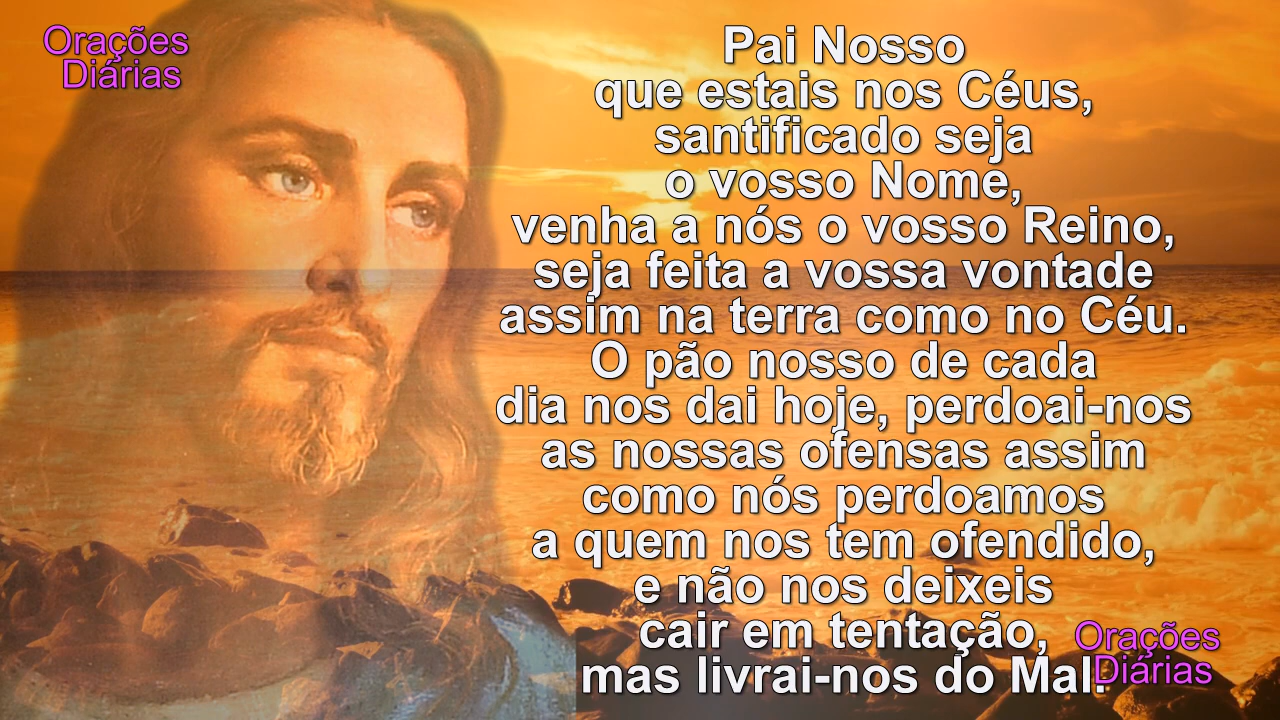 Orações
Diárias
Pai Nosso
que estais nos Céus,
santificado seja
o vosso Nome,
venha a nós o vosso Reino,
seja feita a vossa vontade
assim na terra como no Céu.
O pão nosso de cada
dia nos dai hoje, perdoai-nos
as nossas ofensas assim
como nós perdoamos
a quem nos tem ofendido,
e não nos deixeis
cair em tentação,
mas livrai-nos do Mal.
Orações
Diárias